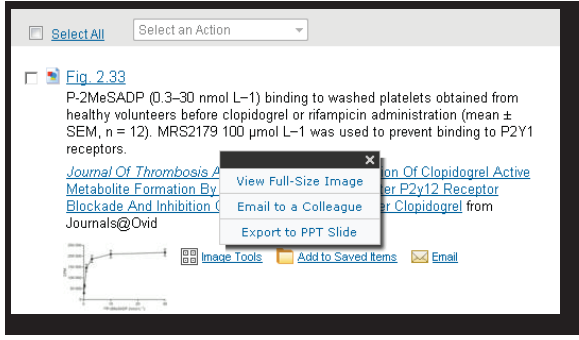 Select All
Select an Action
Fig. 2.33
P-2MeSADP (0.3–30 nmol L–1) binding to washed platelets obtained from
healthy volunteers before clopidogrel or rifampicin administration (mean ±
SEM, n = 12). MRS2179 100 µmol L–1 was used to prevent binding to P2Y1
receptors.
Journal Of Thrombosis A on Of Clopidogrel Active
Metabolite Formation By er P2y12 Receptor
Blockade And Inhibition er Clopidogrel from
Journals@Ovid
View Full-Size Image
Email to a Colleague
Export to PPT Slide
Image Tools
Add to Saved Items
Email